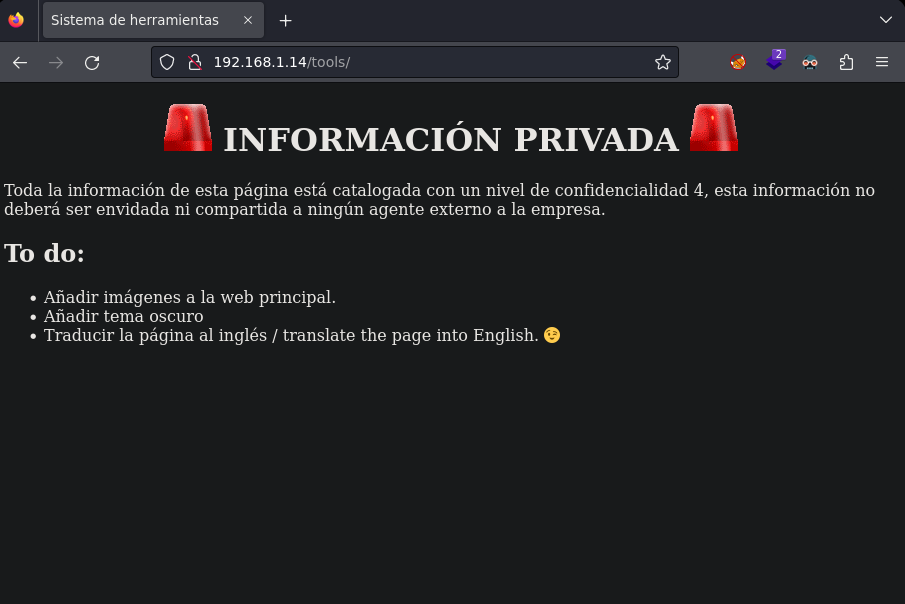 Sistema de herramientas
192.168.1.14/tools/
2
INFORMACIÓN PRIVADA
Toda la información de esta página está catalogada con un nivel de confidencialidad 4, esta información no
deberá ser envidada ni compartida a ningún agente externo a la empresa.
To do:
• Añadir imágenes a la web principal.
• Añadir tema oscuro
• Traducir la página al inglés / translate the page into English. 😉